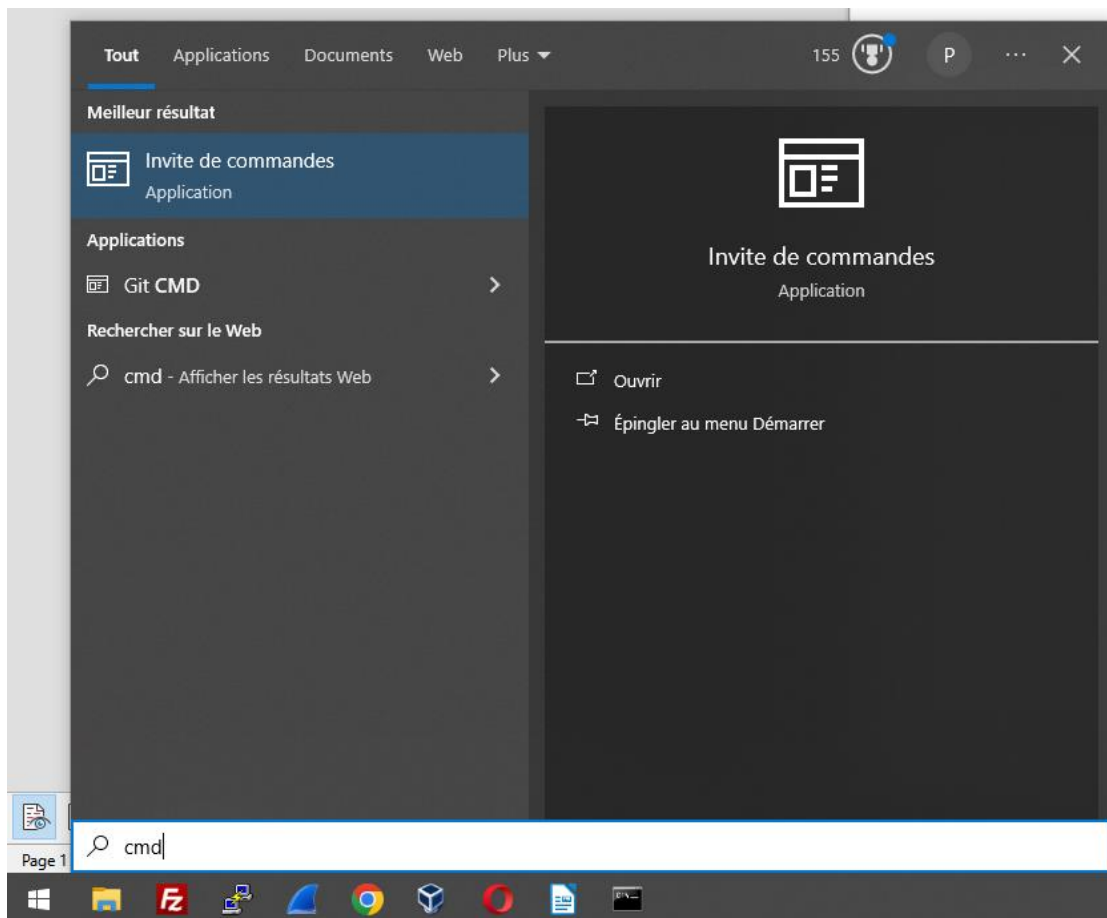 Tout Applications Documents Web Plus 155 P ... ×
Meilleur résultat
Invite de commandes
Application
Applications
Git CMD
Rechercher sur le Web
cmd - Afficher les résultats Web
Invite de commandes
Application
Ouvrir
Épingler au menu Démarrer
cmd
Page 1
Fz
C:\